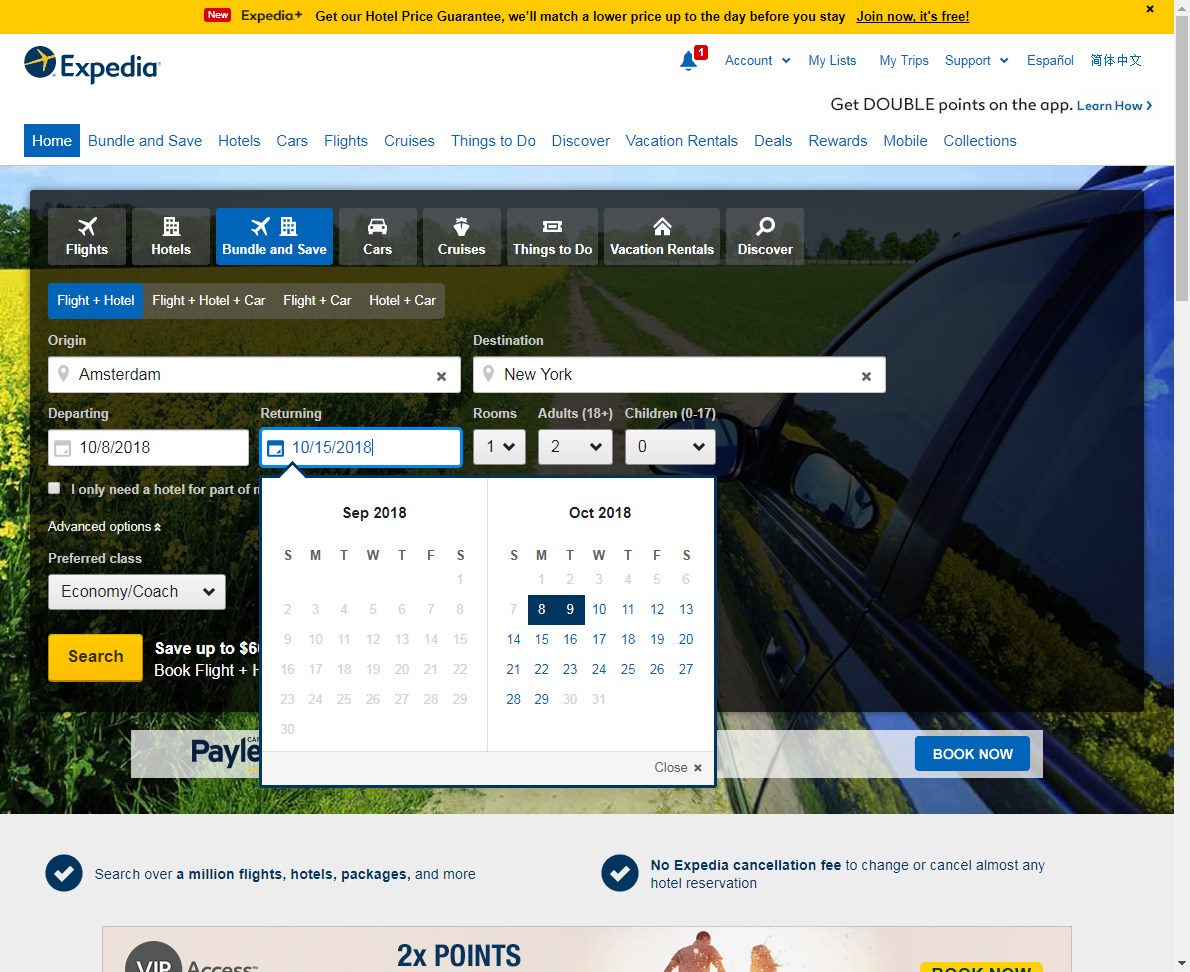 New Expedia+ Get our Hotel Price Guarantee, we'll match a lower price up to the day before you stay Join now, it's free!
Expedia
1 Account My Lists My Trips Support Español 简体中文
Get DOUBLE points on the app. Learn How
Home Bundle and Save Hotels Cars Flights Cruises Things to Do Discover Vacation Rentals Deals Rewards Mobile Collections
Flights Hotels Bundle and Save Cars Cruises Things to Do Vacation Rentals Discover
Flight + Hotel Flight + Hotel + Car Flight + Car Hotel + Car
Origin Destination
Amsterdam New York
Departing Returning Rooms Adults (18+) Children (0-17)
10/8/2018 10/15/2018 1 2 0
I only need a hotel for part of
Advanced options
Preferred class
Economy/Coach
Search
Save up to $6
Book Flight +
Sep 2018
S M T W T F S
1
2 3 4 5 6 7 8
9 10 11 12 13 14 15
16 17 18 19 20 21 22
23 24 25 26 27 28 29
30
Oct 2018
S M T W T F S
1 2 3 4 5 6
7 8 9 10 11 12 13
14 15 16 17 18 19 20
21 22 23 24 25 26 27
28 29 30 31
Close
BOOK NOW
Search over a million flights, hotels, packages, and more
No Expedia cancellation fee to change or cancel almost any
hotel reservation
VIP Access
2x POINTS
BOOK NOW